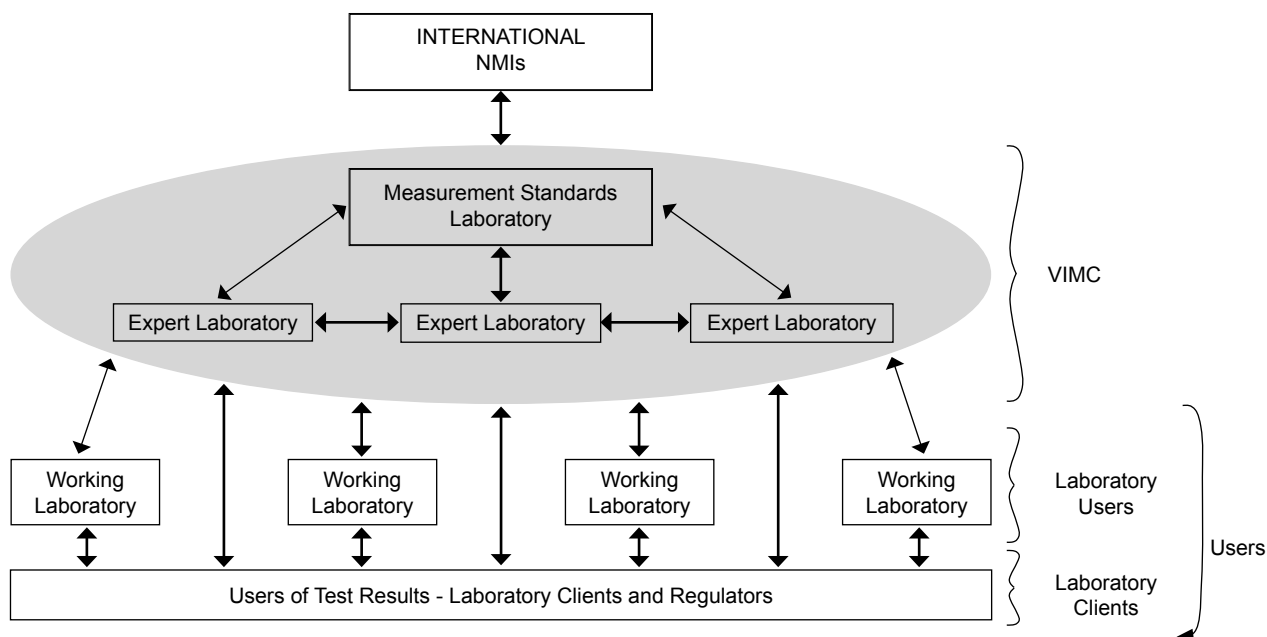 INTERNATIONAL
NMIs
Measurement Standards
Laboratory
VIMC
Expert Laboratory
Expert Laboratory
Expert Laboratory
Working
Laboratory
Working
Laboratory
Working
Laboratory
Working
Laboratory
Laboratory
Users
Users
Users of Test Results - Laboratory Clients and Regulators
Laboratory
Clients